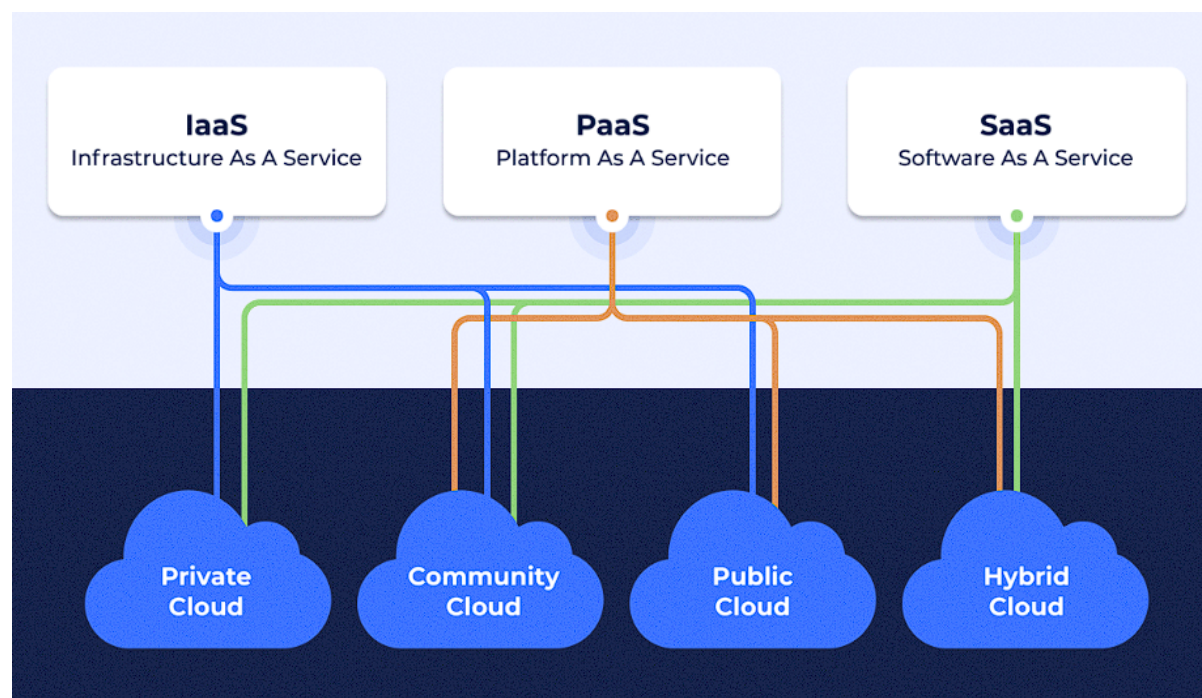 IaaS
Infrastructure As A Service
PaaS
Platform As A Service
SaaS
Software As A Service
Private
Cloud
Community
Cloud
Public
Cloud
Hybrid
Cloud